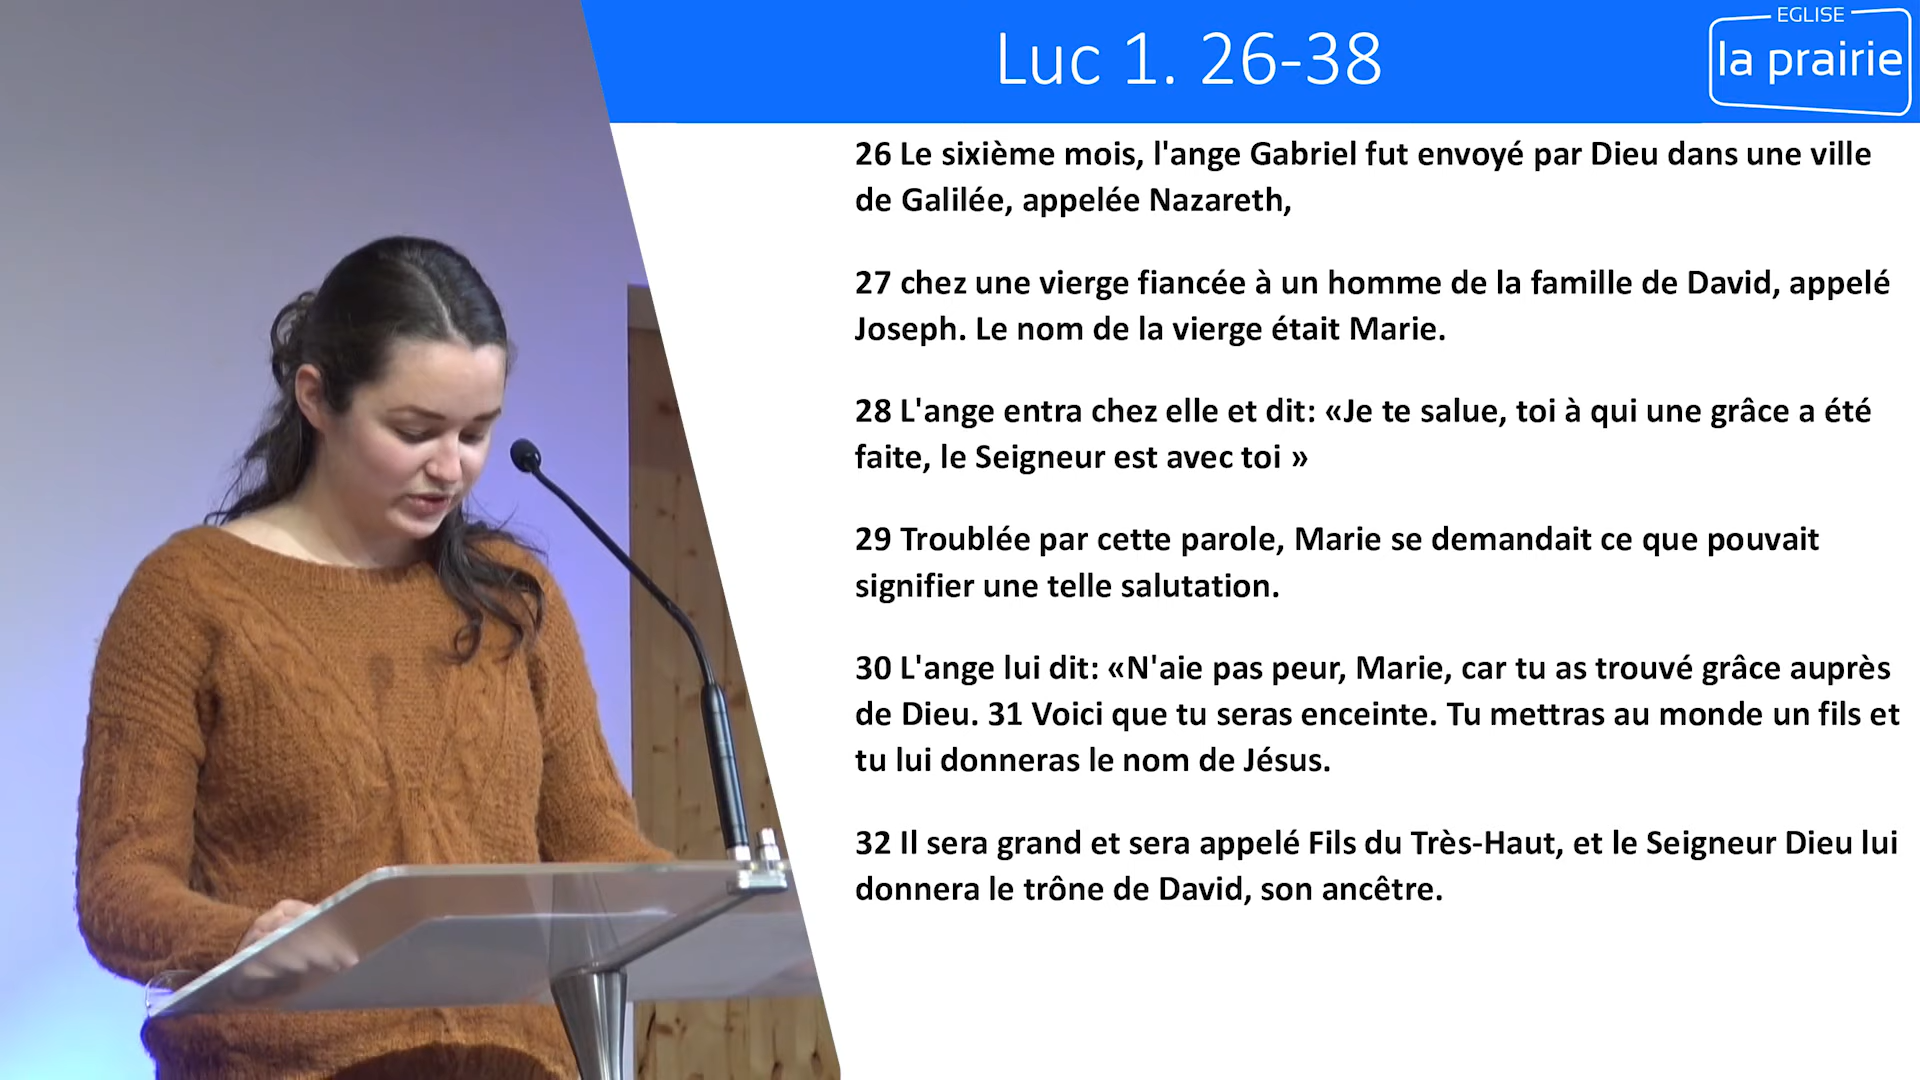 Luc 1. 26-38
EGLISE
la prairie
26 Le sixième mois, l'ange Gabriel fut envoyé par Dieu dans une ville
de Galilée, appelée Nazareth,
27 chez une vierge fiancée à un homme de la famille de David, appelé
Joseph. Le nom de la vierge était Marie.
28 L'ange entra chez elle et dit: «Je te salue, toi à qui une grâce a été
faite, le Seigneur est avec toi »
29 Troublée par cette parole, Marie se demandait ce que pouvait
signifier une telle salutation.
30 L'ange lui dit: «N'aie pas peur, Marie, car tu as trouvé grâce auprès
de Dieu. 31 Voici que tu seras enceinte. Tu mettras au monde un fils et
tu lui donneras le nom de Jésus.
32 Il sera grand et sera appelé Fils du Très-Haut, et le Seigneur Dieu lui
donnera le trône de David, son ancêtre.